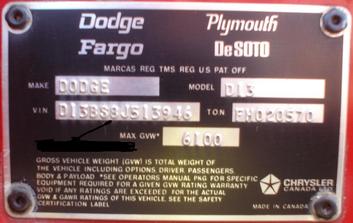 Dodge Plymouth
Fargo DeSOTO
MARCAS REG TMS REG US PAT OFF
MAKE DODGE MODEL D13
VIN D13BS8J513946 T.O.N. FH020570
MAX GVW* 6100
GROSS VEHICLE WEIGHT (GVW) IS TOTAL WEIGHT OF
THE VEHICLE INCLUDING OPTIONS, DRIVER, PASSENGERS,
BODY & PAYLOAD *SEE OPERATORS MANUAL PKG FOR SPECIFIC
EQUIPMENT REQUIRED FOR A GIVEN GVW RATING WARRANTY
VOID IF ANY RATINGS ARE EXCEEDED FOR THE ACTUAL
GVW & GAWR RATINGS OF THIS VEHICLE. SEE THE SAFETY
CERTIFICATION LABEL
CHRYSLER
CANADA LTD
MADE IN CANADA